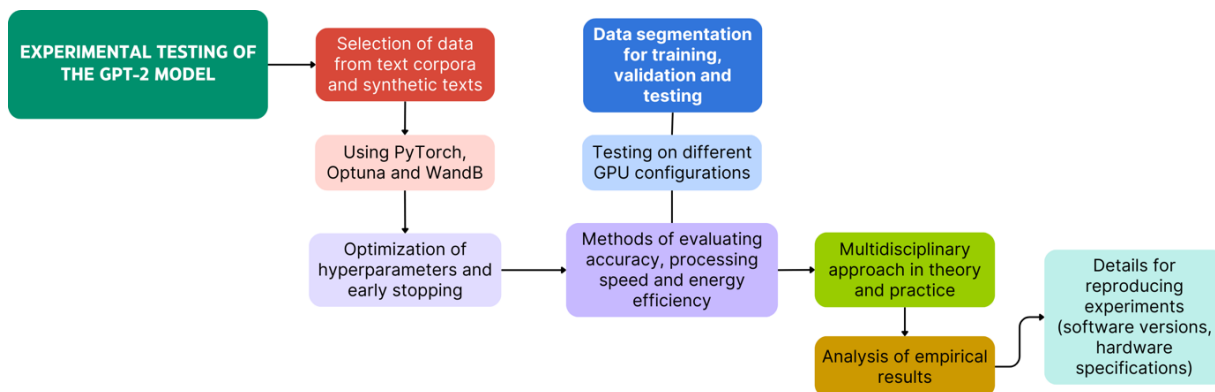 EXPERIMENTAL TESTING OF
THE GPT-2 MODEL
Selection of data
from text corpora
and synthetic texts
Using PyTorch,
Optuna and WandB
Optimization of
hyperparameters and
early stopping
Data segmentation
for training,
validation and
testing
Testing on different
GPU configurations
Methods of evaluating
accuracy, processing
speed and energy
efficiency
Multidisciplinary
approach in theory
and practice
Analysis of empirical
results
Details for
reproducing
experiments
(software versions,
hardware
specifications)